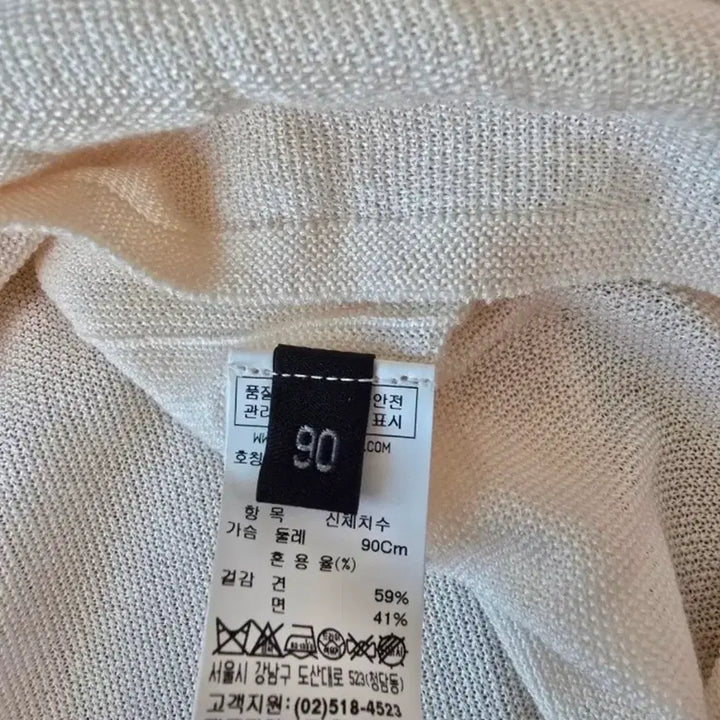 품질 안전
관리 표시
90
WW .COM
호칭
항 목 신체치수
가슴 둘레 90Cm
혼 용 율(%)
겉감 견 59%
면 41%
서울시 강남구 도산대로 523(청담동)
고객지원: (02)518-4523